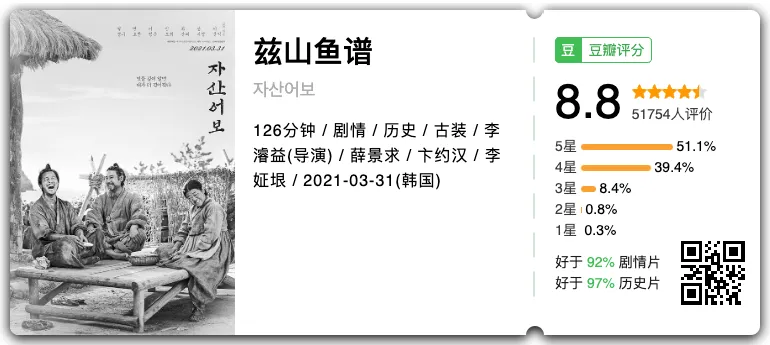 2021.03.31
자산어보
兹山鱼谱
자산어보
126分钟 / 剧情 / 历史 / 古装 / 李
濬益(导演) / 薛景求 / 卞约汉 / 李
姃垠 / 2021-03-31(韩国)
豆 豆瓣评分
8.8
51754人评价
5星 51.1%
4星 39.4%
3星 8.4%
2星 0.8%
1星 0.3%
好于 92% 剧情片
好于 97% 历史片